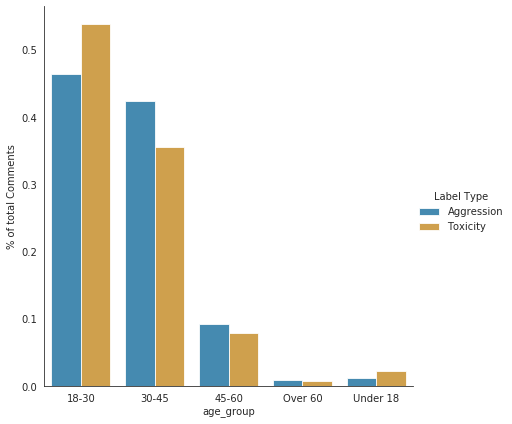 % of total Comments
0.5
0.4
0.3
0.2
0.1
0.0
18-30 30-45 45-60 Over 60 Under 18
age_group
Label Type
Aggression
Toxicity